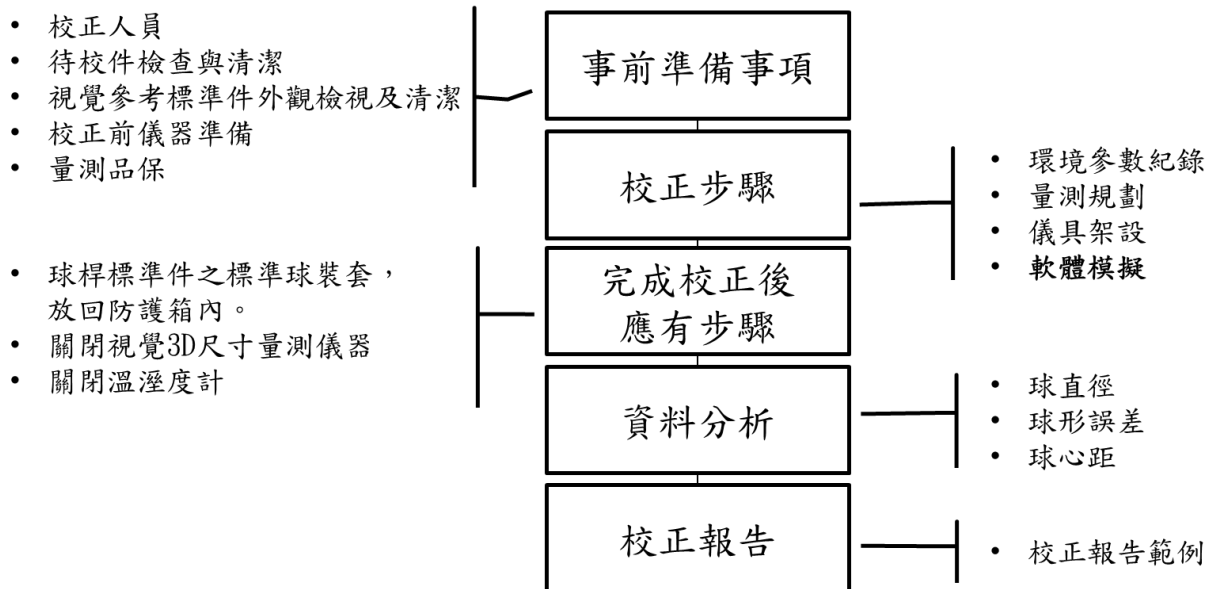 • 校正人員
• 待校件檢查與清潔
• 視覺參考標準件外觀檢視及清潔
• 校正前儀器準備
• 量測品保
事前準備事項
校正步驟
• 環境參數紀錄
• 量測規劃
• 儀具架設
• 軟體模擬
• 球桿標準件之標準球裝套，
放回防護箱內。
• 關閉視覺3D尺寸量測儀器
• 關閉溫溼度計
完成校正後
應有步驟
資料分析
• 球直徑
• 球形誤差
• 球心距
校正報告
• 校正報告範例